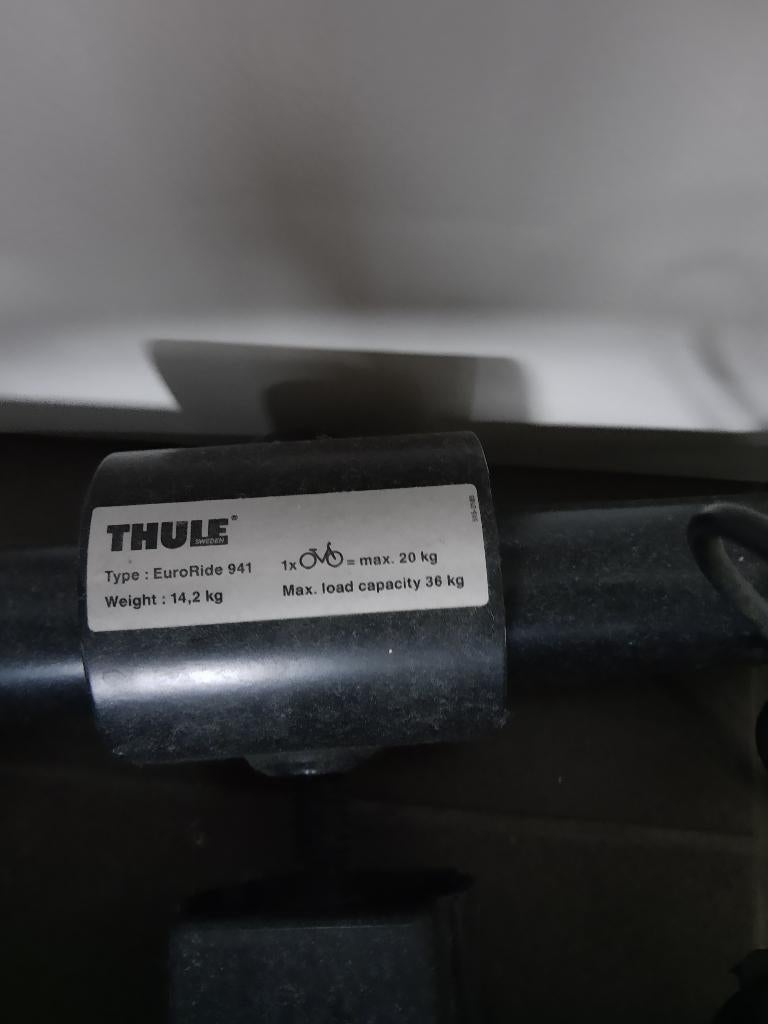 THULE®
SWEDEN
Type : EuroRide 941
Weight : 14,2 kg
1x = max. 20 kg
Max. load capacity 36 kg